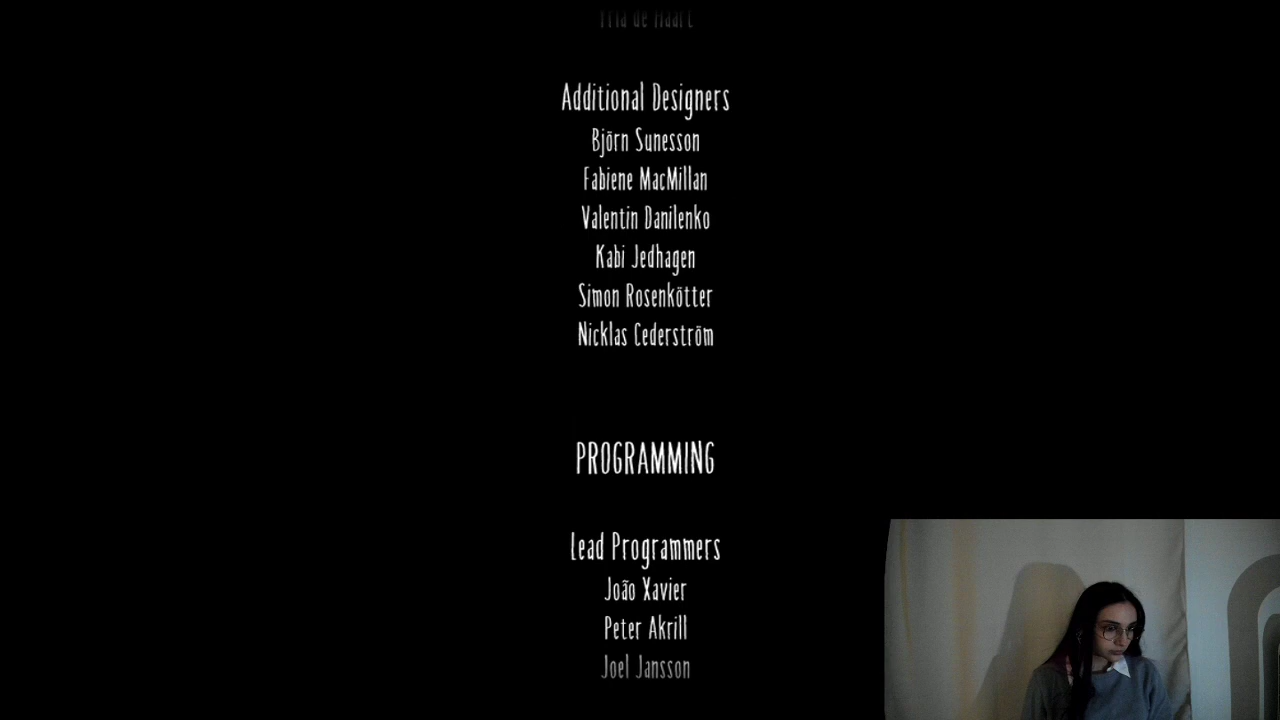 Additional Designers
Björn Sunesson
Fabiene MacMillan
Valentin Danilenko
Kabi Jedhagen
Simon Rosenkötter
Nicklas Cederström
PROGRAMMING
Lead Programmers
João Xavier
Peter Akrill
Joel Jansson